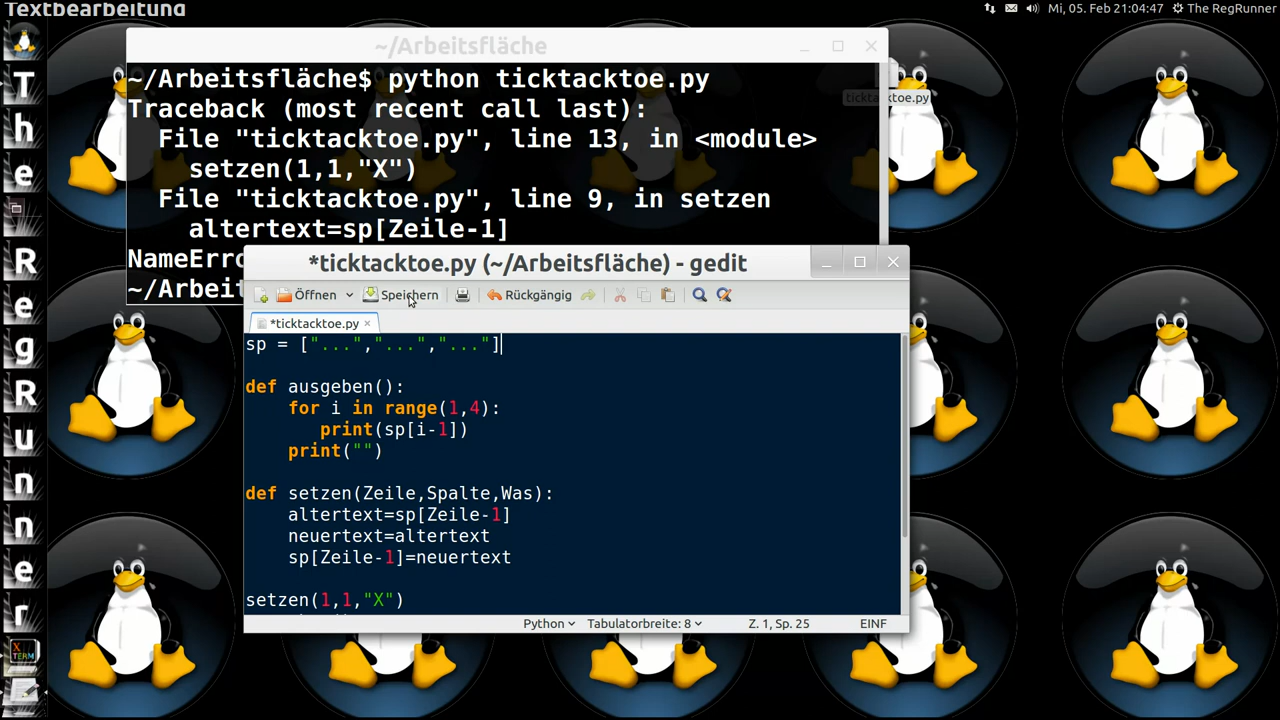 Textbearbeitung
Mi, 05. Feb 21:04:47 The RegRunner
~/Arbeitsfläche
~/Arbeitsfläche$ python ticktacktoe.py
Traceback (most recent call last):
  File "ticktacktoe.py", line 13, in <module>
    setzen(1,1,"X")
  File "ticktacktoe.py", line 9, in setzen
    altertext=sp[Zeile-1]
NameErro
~/Arbeit
ticktacktoe.py
*ticktacktoe.py (~/Arbeitsfläche) - gedit
Öffnen Speichern Rückgängig
*ticktacktoe.py
sp = ["...","...","..."]
def ausgeben():
    for i in range(1,4):
       print(sp[i-1])
    print("")
def setzen(Zeile,Spalte,Was):
    altertext=sp[Zeile-1]
    neuertext=altertext
    sp[Zeile-1]=neuertext
setzen(1,1,"X")
Python Tabulatorbreite: 8 Z. 1, Sp. 25 EINF
T
h
e
R
e
g
R
u
n
n
e
r
X
TERM